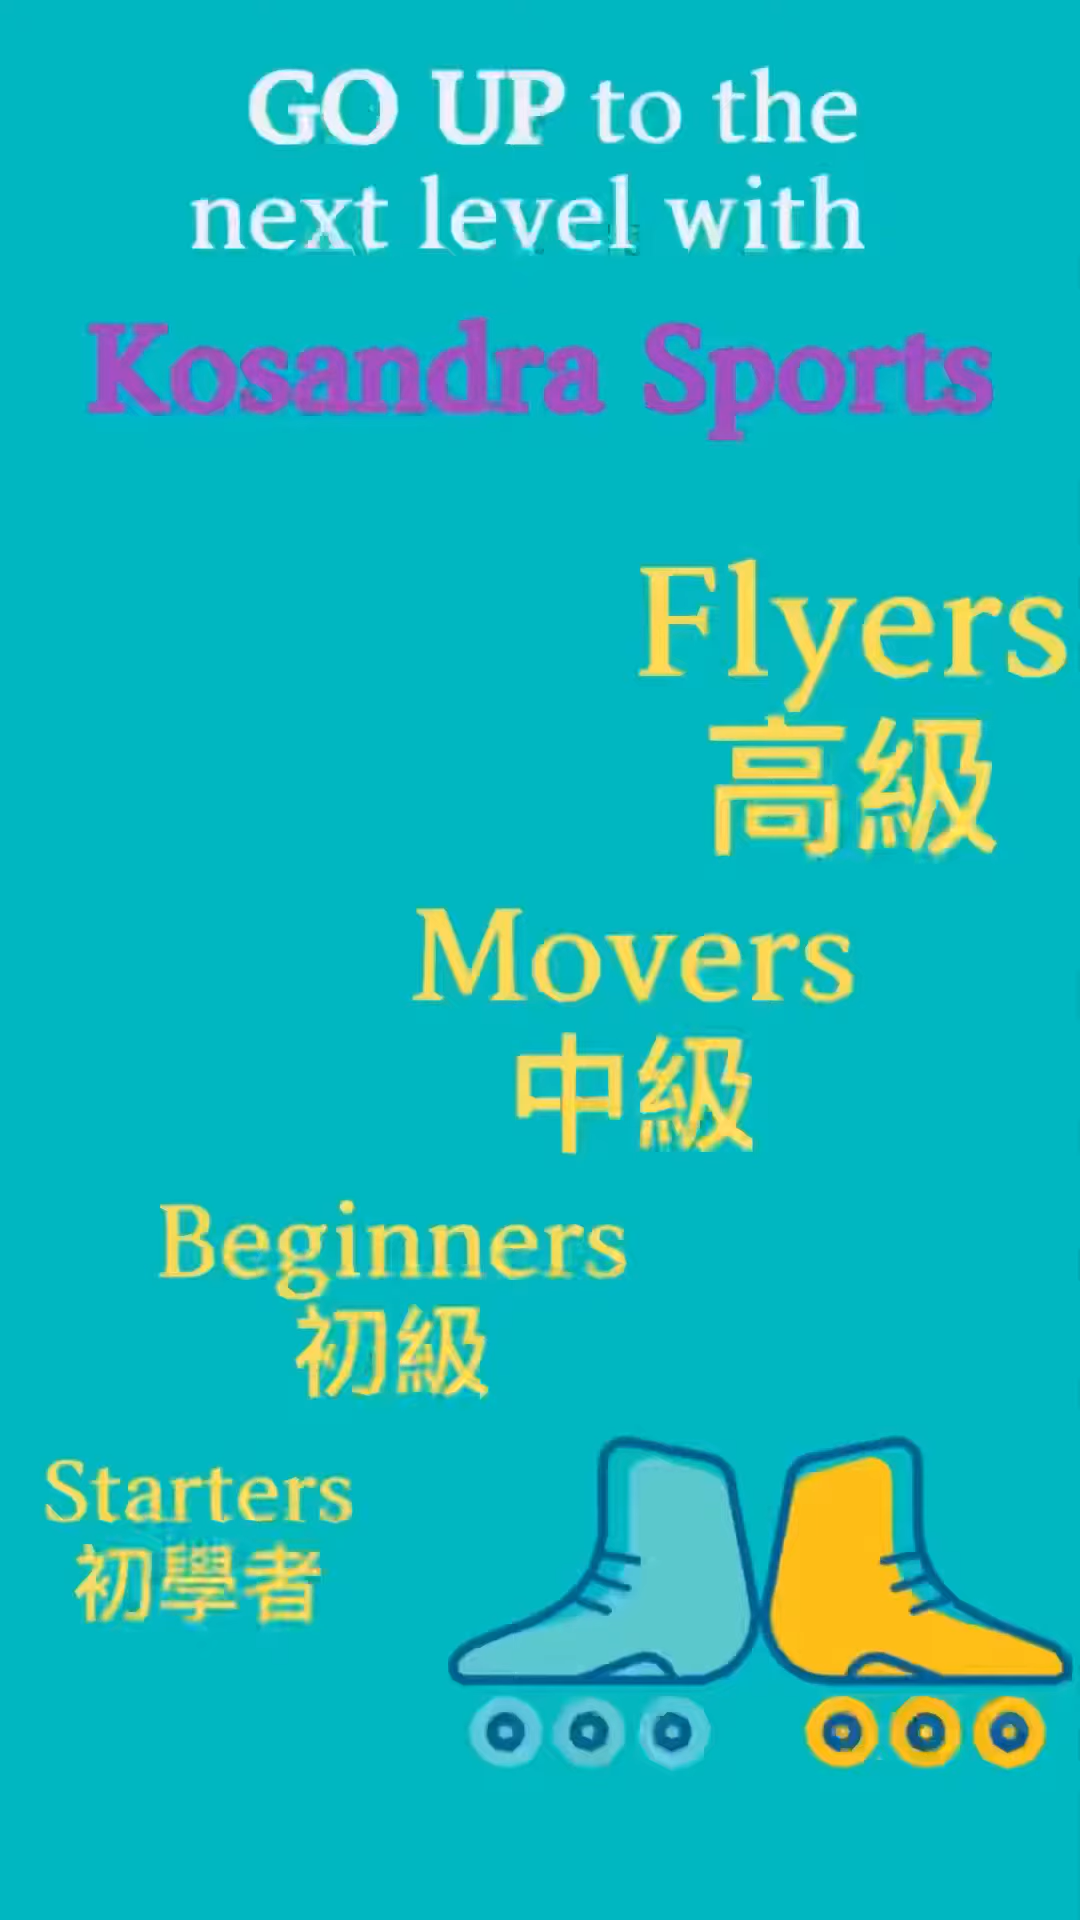 GO UP to the
next level with
Kosandra Sports
Flyers
高級
Movers
中級
Beginners
初級
Starters
初學者